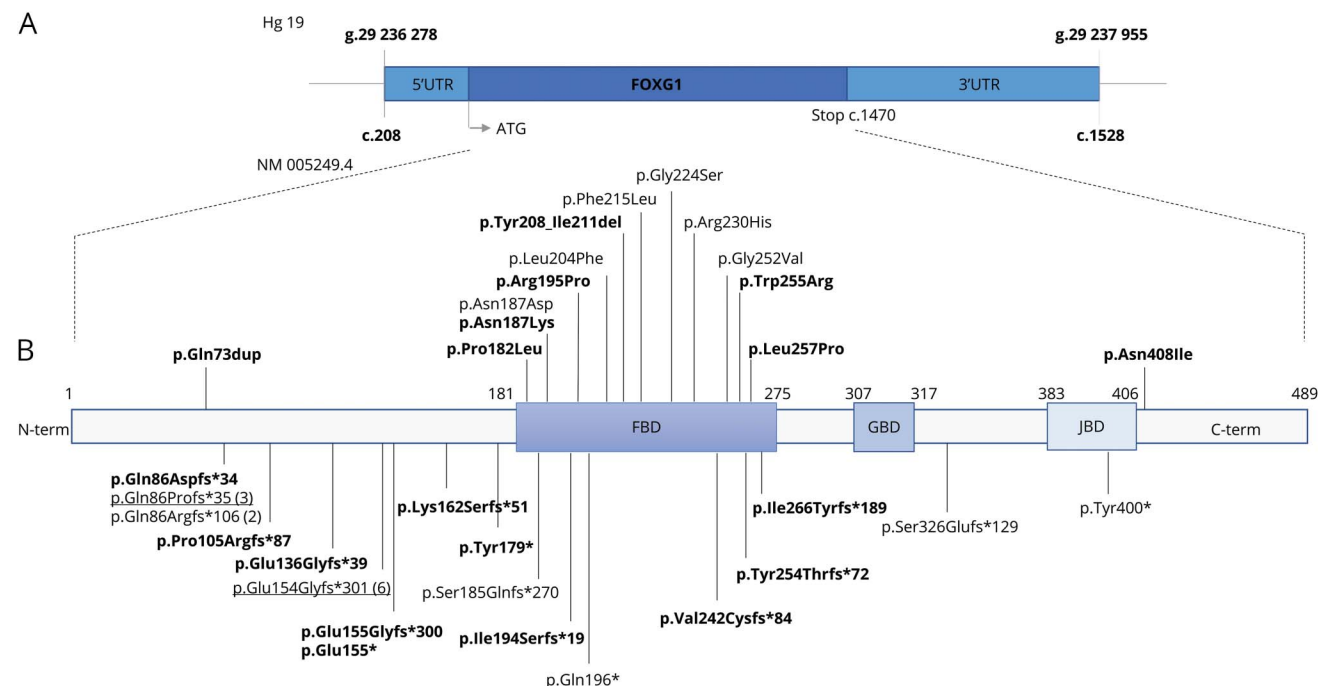 A
Hg 19
g.29 236 278
g.29 237 955
5'UTR
FOXG1
3'UTR
Stop c.1470
c.208
ATG
c.1528
NM 005249.4
p.Gly224Ser
p.Phe215Leu
p.Tyr208_Ile211del
p.Arg230His
p.Leu204Phe
p.Gly252Val
p.Arg195Pro
p.Trp255Arg
p.Asn187Asp
p.Asn187Lys
B
p.Gln73dup
p.Pro182Leu
p.Leu257Pro
p.Asn408Ile
1
181
275
307
317
383
406
489
N-term
FBD
GBD
JBD
C-term
p.Gln86Aspfs*34
p.Gln86Profs*35 (3)
p.Gln86Argfs*106 (2)
p.Pro105Argfs*87
p.Glu136Glyfs*39
p.Glu154Glyfs*301 (6)
p.Glu155Glyfs*300
p.Glu155*
p.Lys162Serfs*51
p.Tyr179*
p.Ser185Glnfs*270
p.Ile194Serfs*19
p.Gln196*
p.Val242Cysfs*84
p.Tyr254Thrfs*72
p.Ile266Tyrfs*189
p.Ser326Glufs*129
p.Tyr400*